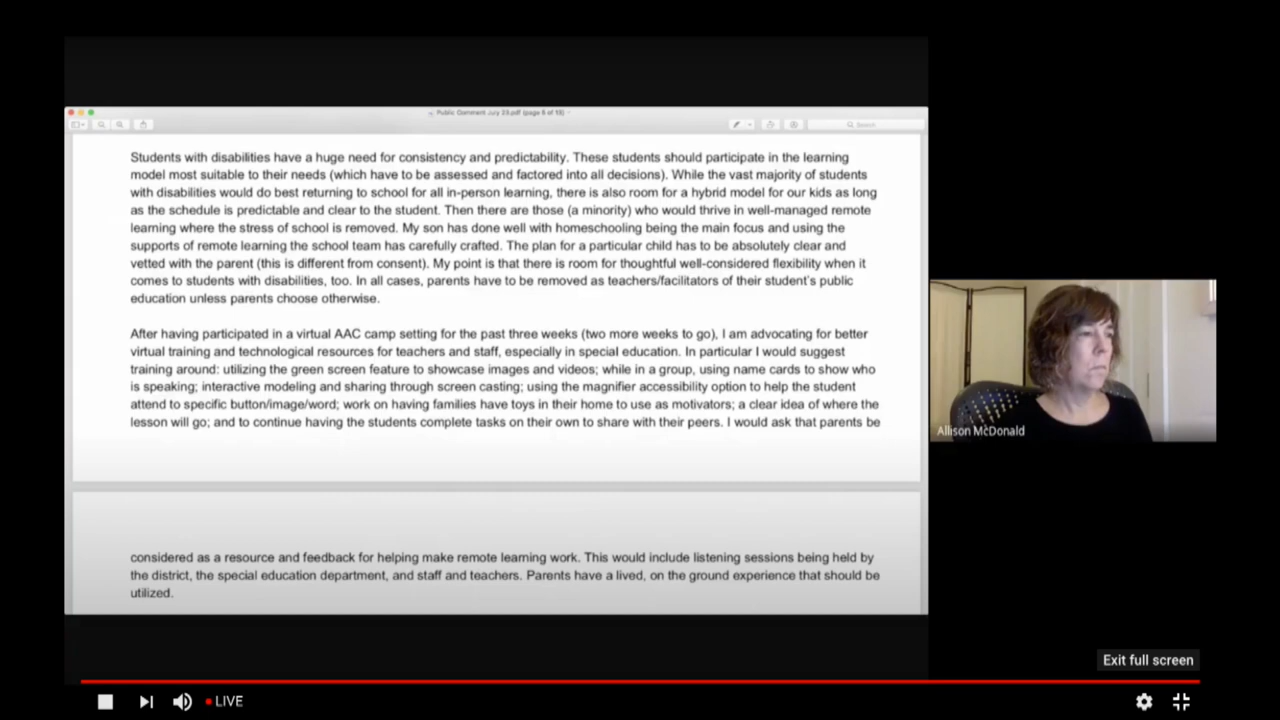 Public Comment July 23.pdf (page 6 of 15)
Search
Students with disabilities have a huge need for consistency and predictability. These students should participate in the learning
model most suitable to their needs (which have to be assessed and factored into all decisions). While the vast majority of students
with disabilities would do best returning to school for all in-person learning, there is also room for a hybrid model for our kids as long
as the schedule is predictable and clear to the student. Then there are those (a minority) who would thrive in well-managed remote
learning where the stress of school is removed. My son has done well with homeschooling being the main focus and using the
supports of remote learning the school team has carefully crafted. The plan for a particular child has to be absolutely clear and
vetted with the parent (this is different from consent). My point is that there is room for thoughtful well-considered flexibility when it
comes to students with disabilities, too. In all cases, parents have to be removed as teachers/facilitators of their student's public
education unless parents choose otherwise.
After having participated in a virtual AAC camp setting for the past three weeks (two more weeks to go), I am advocating for better
virtual training and technological resources for teachers and staff, especially in special education. In particular I would suggest
training around: utilizing the green screen feature to showcase images and videos; while in a group, using name cards to show who
is speaking; interactive modeling and sharing through screen casting; using the magnifier accessibility option to help the student
attend to specific button/image/word; work on having families have toys in their home to use as motivators; a clear idea of where the
lesson will go; and to continue having the students complete tasks on their own to share with their peers. I would ask that parents be
considered as a resource and feedback for helping make remote learning work. This would include listening sessions being held by
the district, the special education department, and staff and teachers. Parents have a lived, on the ground experience that should be
utilized.
Allison McDonald
Exit full screen
LIVE